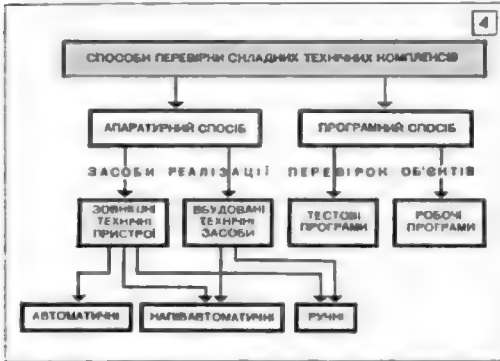 4
СПОСОБИ ПЕРЕВІРКИ СКЛАДНИХ ТЕХНІЧНИХ КОМПЛЕКСІВ
АПАРАТУРНИЙ СПОСІБ
ПРОГРАМНИЙ СПОСІБ
ЗАСОБИ РЕАЛІЗАЦІЇ ПЕРЕВІРОК ОБ'ЄКТІВ
ЗОВНІШНІ
ТЕХНІЧНІ
ПРИСТРОЇ
ВБУДОВАНІ
ТЕХНІЧНІ
ЗАСОБИ
ТЕСТОВІ
ПРОГРАМИ
РОБОЧІ
ПРОГРАМИ
АВТОМАТИЧНІ
НАПІВАВТОМАТИЧНІ
РУЧНІ